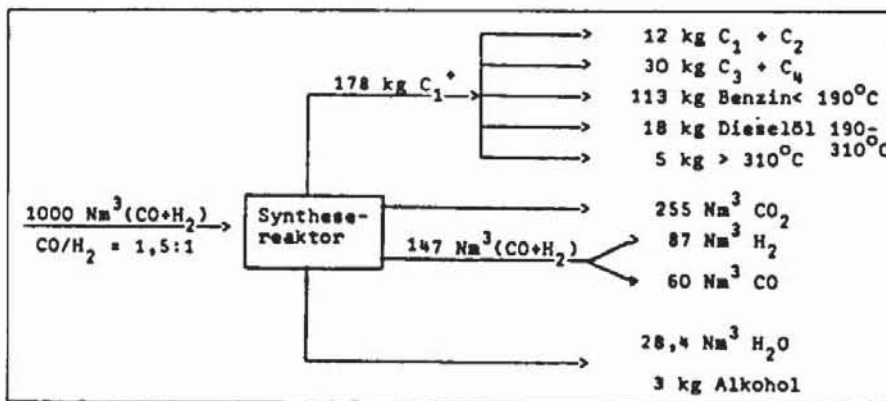 12 kg C₁ + C₂
178 kg C₁⁺
30 kg C₃ + C₄
113 kg Benzin< 190°C
18 kg Dieselöl 190-
310°C
5 kg > 310°C
1000 Nm³(CO+H₂)
CO/H₂ = 1,5:1
Synthese-
reaktor
255 Nm³ CO₂
147 Nm³(CO+H₂)
87 Nm³ H₂
60 Nm³ CO
28,4 Nm³ H₂O
3 kg Alkohol